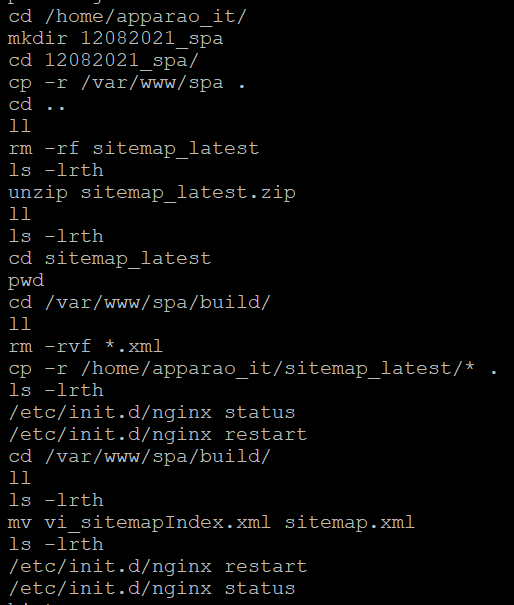 cd /home/apparao_it/
mkdir 12082021_spa
cd 12082021_spa/
cp -r /var/www/spa .
cd ..
ll
rm -rf sitemap_latest
ls -lrth
unzip sitemap_latest.zip
ll
ls -lrth
cd sitemap_latest
pwd
cd /var/www/spa/build/
ll
rm -rvf *.xml
cp -r /home/apparao_it/sitemap_latest/* .
ls -lrth
/etc/init.d/nginx status
/etc/init.d/nginx restart
cd /var/www/spa/build/
ll
ls -lrth
mv vi_sitemapIndex.xml sitemap.xml
ls -lrth
/etc/init.d/nginx restart
/etc/init.d/nginx status